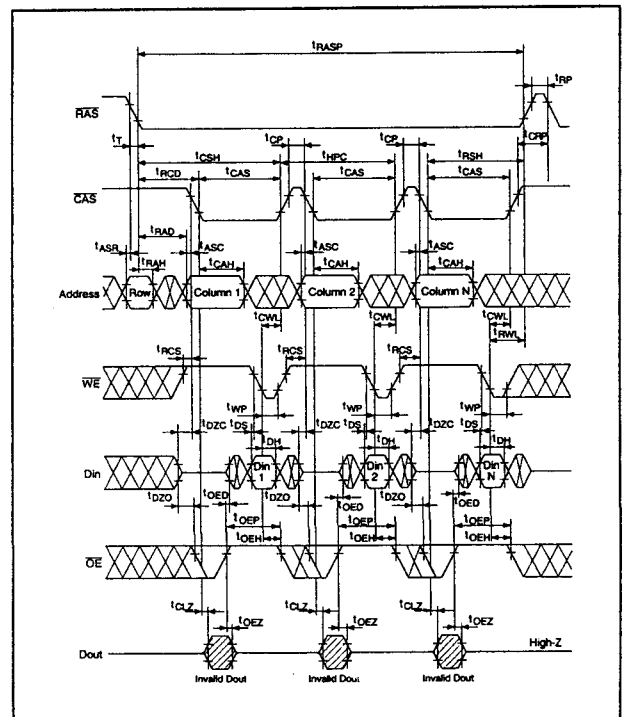 tRASP
tRP
RAS
tT
tCP
tCP
tCRP
tCSH
tHPC
tRSH
tRCD
tCAS
tCAS
tCAS
CAS
tRAD
tASR
tASC
tASC
tASC
tRAH
tCAH
tCAH
tCAH
Address
Row
Column 1
Column 2
Column N
tCWL
tCWL
tCWL
tRWL
tRCS
tRCS
tRCS
WE
tWP
tWP
tWP
tDZC
tDS
tDZC
tDS
tDZC
tDS
tDH
tDH
tDH
Din
Din 1
Din 2
Din N
tDZO
tOED
tDZO
tOED
tDZO
tOED
tOEP
tOEP
tOEP
tOEH
tOEH
tOEH
OE
tCLZ
tCLZ
tCLZ
tOEZ
tOEZ
tOEZ
Dout
High-Z
Invalid Dout
Invalid Dout
Invalid Dout